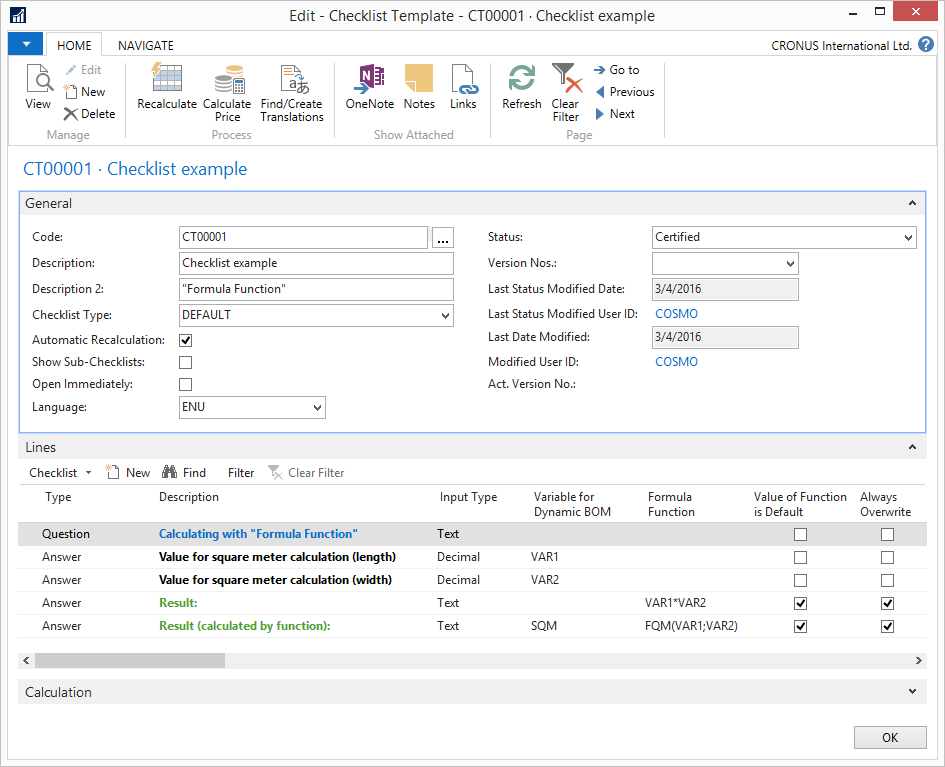 Edit - Checklist Template - CT00001 · Checklist example
HOME NAVIGATE CRONUS International Ltd. ?
View Edit New Delete
Manage
Recalculate Calculate Price Find/Create Translations
Process
OneNote Notes Links
Show Attached
Refresh Clear Filter Go to Previous Next
Page
CT00001 · Checklist example
General
Code: CT00001 ... Status: Certified
Description: Checklist example Version Nos.:
Description 2: "Formula Function" Last Status Modified Date: 3/4/2016
Checklist Type: DEFAULT Last Status Modified User ID: COSMO
Automatic Recalculation: Last Date Modified: 3/4/2016
Show Sub-Checklists: Modified User ID: COSMO
Open Immediately: Act. Version No.:
Language: ENU
Lines
Checklist New Find Filter Clear Filter
Type Description Input Type Variable for Dynamic BOM Formula Function Value of Function is Default Always Overwrite
Question Calculating with "Formula Function" Text
Answer Value for square meter calculation (length) Decimal VAR1
Answer Value for square meter calculation (width) Decimal VAR2
Answer Result: Text VAR1*VAR2
Answer Result (calculated by function): Text SQM FQM(VAR1;VAR2)
Calculation
OK